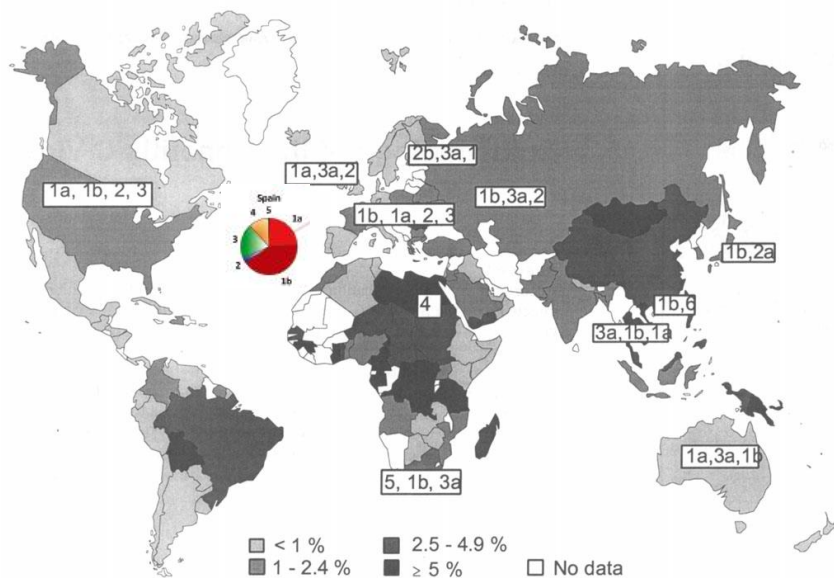 2b,3a,1
1a,3a,2
1a, 1b, 2, 3
1b,3a,2
Spain
5
4
1a
3
2
1b
1b, 1a, 2, 3
1b,2a
4
1b,6
3a,1b,1a
1a,3a,1b
5, 1b, 3a
< 1 %
2.5 - 4.9 %
1 - 2.4 %
≥ 5 %
No data